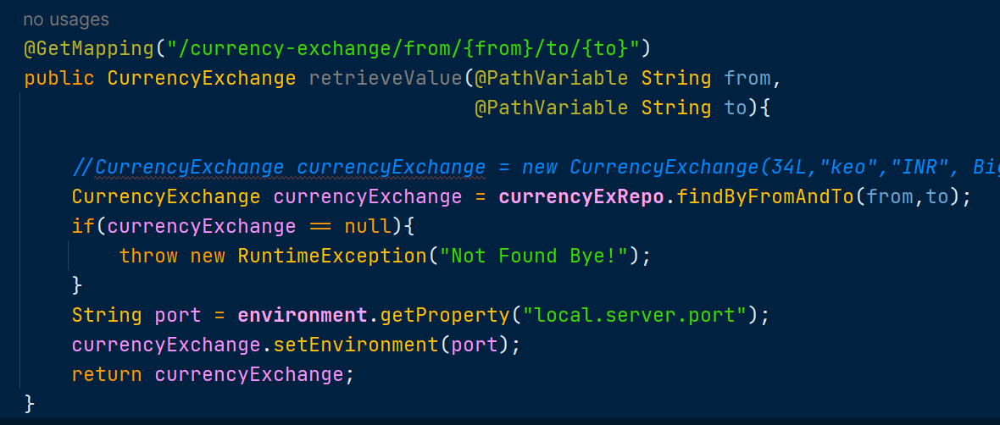 no usages
@GetMapping("/currency-exchange/from/{from}/to/{to}")
public CurrencyExchange retrieveValue(@PathVariable String from,
@PathVariable String to){
//CurrencyExchange currencyExchange = new CurrencyExchange(34L,"keo","INR", Big
CurrencyExchange currencyExchange = currencyExRepo.findByFromAndTo(from,to);
if(currencyExchange == null){
throw new RuntimeException("Not Found Bye!");
}
String port = environment.getProperty("local.server.port");
currencyExchange.setEnvironment(port);
return currencyExchange;
}